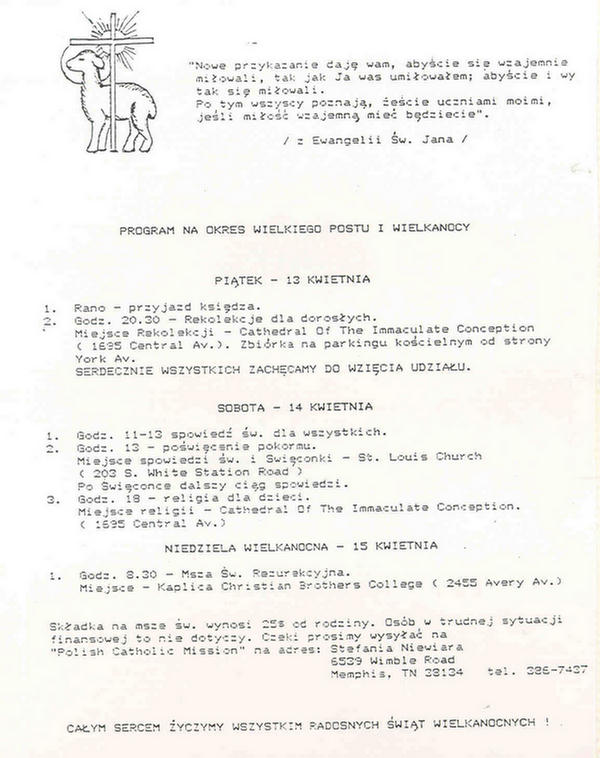 "Nowe przykazanie daję wam, abyście się wzajemnie
miłowali, tak jak Ja was umiłowałem; abyście i wy
tak się miłowali.
Po tym wszyscy poznają, żeście uczniami moimi,
jeśli miłość wzajemną mieć będziecie".
/ z Ewangelii Św. Jana /
PROGRAM NA OKRES WIELKIEGO POSTU I WIELKANOCY
PIĄTEK - 13 KWIETNIA
1. Rano - przyjazd księdza.
2. Godz. 20.30 - Rekolekcje dla dorosłych.
Miejsce Rekolekcji - Cathedral Of The Immaculate Conception
( 1695 Central Av.). Zbiórka na parkingu kościelnym od strony
York Av.
SERDECZNIE WSZYSTKICH ZACHĘCAMY DO WZIĘCIA UDZIAŁU.
SOBOTA - 14 KWIETNIA
1. Godz. 11-13 spowiedź św. dla wszystkich.
2. Godz. 13 - poświęcenie pokormu.
Miejsce spowiedzi św. i Święconki - St. Louis Church
( 203 S. White Station Road )
Po Święconce dalszy ciąg spowiedzi.
3. Godz. 18 - religia dla dzieci.
Miejsce religii - Cathedral Of The Immaculate Conception.
( 1695 Central Av.)
NIEDZIELA WIELKANOCNA - 15 KWIETNIA
1. Godz. 8.30 - Msza Św. Rezurekcyjna.
Miejsce - Kaplica Christian Brothers College ( 2455 Avery Av.)
Składka na msze św. wynosi 25$ od rodziny. Osób w trudnej sytuacji
finansowej to nie dotyczy. Czeki prosimy wysyłać na
"Polish Catholic Mission" na adres: Stefania Niewiara
6539 Wimble Road
Memphis, TN 38134 tel. 386-7437
CAŁYM SERCEM ŻYCZYMY WSZYSTKIM RADOSNYCH ŚWIĄT WIELKANOCNYCH !